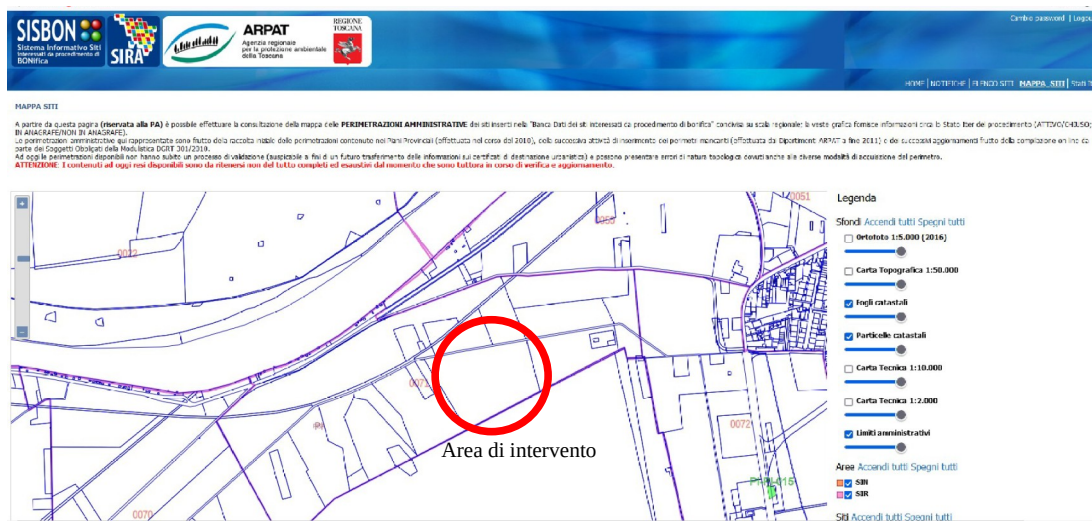 Cambio password | Logout
SISBON
Sistema Informativo Siti
Interessati da procedimento di
BONifica
SIRA
ARPAT
Agenzia regionale
per la protezione ambientale
della Toscana
REGIONE
TOSCANA
HOME | NOTIFICHE | ELENCO SITI | MAPPA SITI | Stati
MAPPA SITI
A partire da questa pagina (riservata alla PA) è possibile effettuare la consultazione della mappa delle PERIMETRAZIONI AMMINISTRATIVE dei siti inseriti nella "Banca Dati dei siti interessati da procedimento di bonifica" condivisa su scala regionale; la veste grafica fornisce informazioni circa lo Stato Iter del procedimento (ATTIVO/CHIUSO;
IN ANAGRAFE/NON IN ANAGRAFE).
Le perimetrazioni amministrative qui rappresentate sono frutto della raccolta iniziale delle perimetrazioni contenute nei Piani Provinciali (effettuata nel corso del 2010), delle successive attività di inserimento dei perimetri mancanti (effettuata dai Dipartimenti ARPAT a fine 2011) e dei successivi aggiornamenti frutto della compilazione on line da
parte dei Soggetti Obbligati della Modulistica DGRT 301/2010.
Ad oggi le perimetrazioni disponibili non hanno subito un processo di validazione (auspicabile a fini di un futuro trasferimento delle informazioni sui certificati di destinazione urbanistica) e possono presentare errori di natura topologica dovuti anche alla diverse modalità di acquisizione del perimetro.
ATTENZIONE: I contenuti ad oggi resi disponibili sono da ritenersi non del tutto completi ed esaustivi dal momento che sono tuttora in corso di verifica e aggiornamento.
0051
0022
0071
0072
0070
Area di intervento
Legenda
Sfondi Accendi tutti Spegni tutti
Ortofoto 1:5.000 (2016)
Carta Topografica 1:50.000
Fogli catastali
Particelle catastali
Carta Tecnica 1:10.000
Carta Tecnica 1:2.000
Limiti amministrativi
Aree Accendi tutti Spegni tutti
SIN
SIR
Siti Accendi tutti Spegni tutti